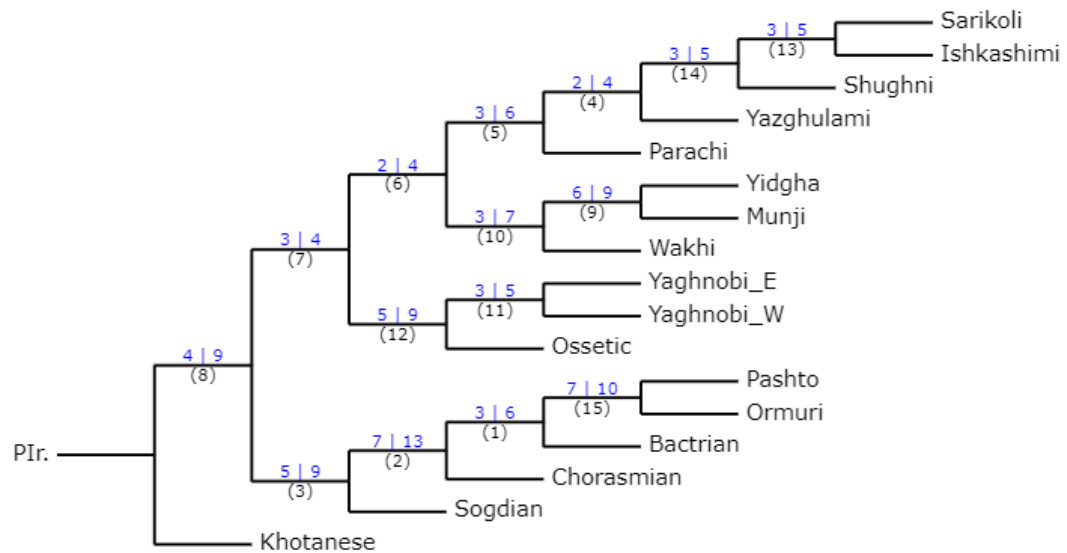 Sarikoli
3 | 5
(13)
Ishkashimi
3 | 5
(14)
Shughni
2 | 4
(4)
Yazghulami
3 | 6
(5)
Parachi
2 | 4
(6)
Yidgha
6 | 9
(9)
Munji
3 | 7
(10)
Wakhi
3 | 4
(7)
Yaghnobi_E
3 | 5
(11)
Yaghnobi_W
5 | 9
(12)
Ossetic
4 | 9
(8)
Pashto
7 | 10
(15)
Ormuri
3 | 6
(1)
Bactrian
7 | 13
(2)
Chorasmian
5 | 9
(3)
Sogdian
PIr.
Khotanese